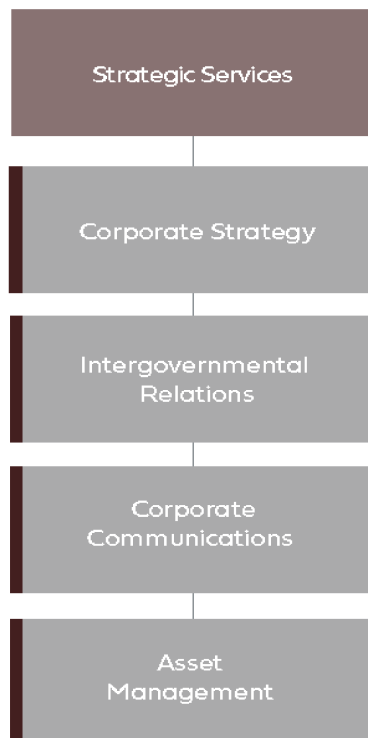 Strategic Services
Corporate Strategy
Intergovernmental
Relations
Corporate
Communications
Asset
Management